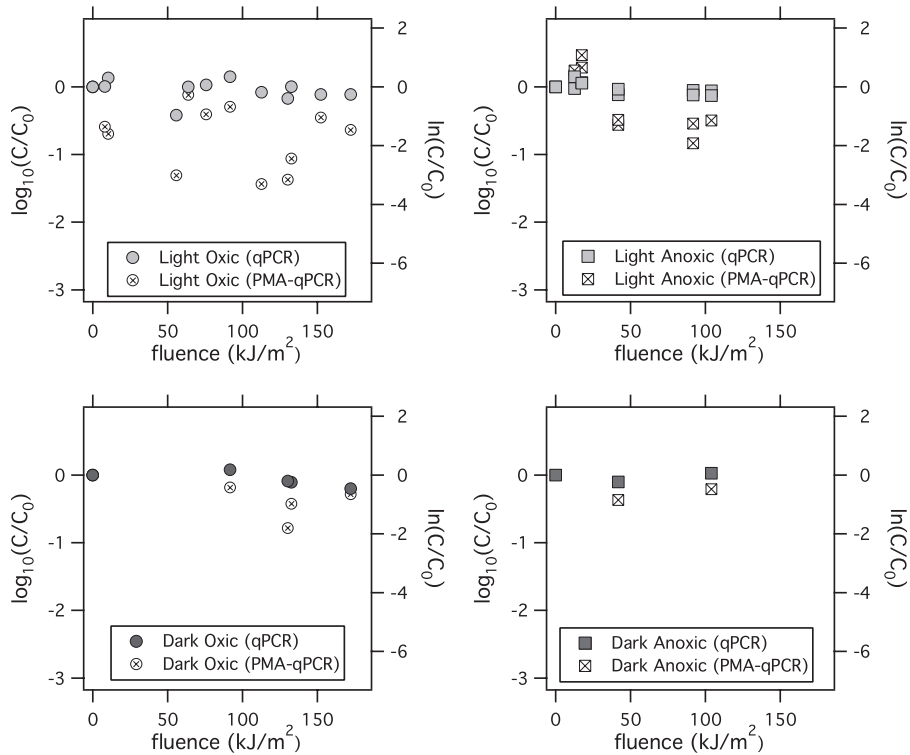 2
0
-2
-4
-6
ln(C/C0)
0.0
-1
-2
-3
log10(C/C0)
Light Oxic (qPCR)
Light Oxic (PMA-qPCR)
0 50 100 150
fluence (kJ/m2)
2
0
-2
-4
-6
ln(C/C0)
0.0
-1
-2
-3
log10(C/C0)
Light Anoxic (qPCR)
Light Anoxic (PMA-qPCR)
0 50 100 150
fluence (kJ/m2)
2
0
-2
-4
-6
ln(C/C0)
0.0
-1
-2
-3
log10(C/C0)
Dark Oxic (qPCR)
Dark Oxic (PMA-qPCR)
0 50 100 150
fluence (kJ/m2)
2
0
-2
-4
-6
ln(C/C0)
0.0
-1
-2
-3
log10(C/C0)
Dark Anoxic (qPCR)
Dark Anoxic (PMA-qPCR)
0 50 100 150
fluence (kJ/m2)